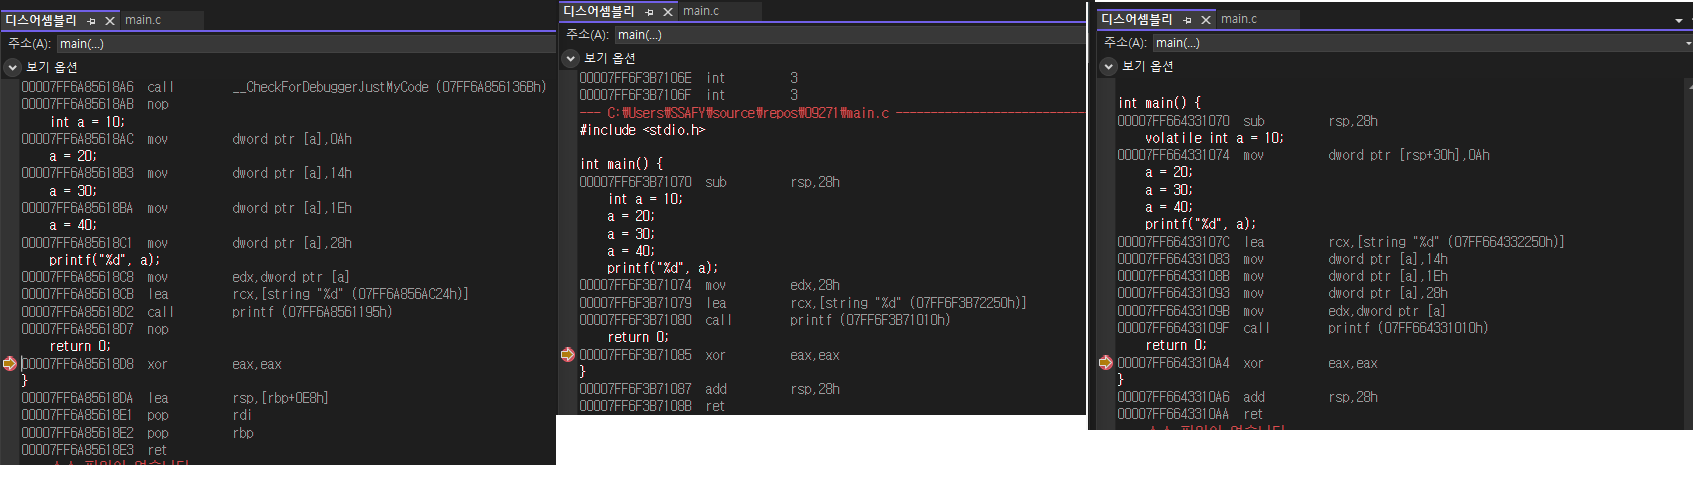 디스어셈블리 main.c
주소(A): main(...)
보기 옵션
00007FF6A85618A6 call __CheckForDebuggerJustMyCode (07FF6A856136Bh)
00007FF6A85618AB nop
int a = 10;
00007FF6A85618AC mov dword ptr [a],0Ah
a = 20;
00007FF6A85618B3 mov dword ptr [a],14h
a = 30;
00007FF6A85618BA mov dword ptr [a],1Eh
a = 40;
00007FF6A85618C1 mov dword ptr [a],28h
printf("%d", a);
00007FF6A85618C8 mov edx,dword ptr [a]
00007FF6A85618CB lea rcx,[string "%d" (07FF6A856AC24h)]
00007FF6A85618D2 call printf (07FF6A8561195h)
00007FF6A85618D7 nop
return 0;
00007FF6A85618D8 xor eax,eax
}
00007FF6A85618DA lea rsp,[rbp+0E8h]
00007FF6A85618E1 pop rdi
00007FF6A85618E2 pop rbp
00007FF6A85618E3 ret
디스어셈블리 main.c
주소(A): main(...)
보기 옵션
00007FF6F3B7106E int 3
00007FF6F3B7106F int 3
--- C:\Users\SSAFY\source\repos\09271\main.c ---------------------------
#include <stdio.h>
int main() {
00007FF6F3B71070 sub rsp,28h
int a = 10;
a = 20;
a = 30;
a = 40;
printf("%d", a);
00007FF6F3B71074 mov edx,28h
00007FF6F3B71079 lea rcx,[string "%d" (07FF6F3B72250h)]
00007FF6F3B71080 call printf (07FF6F3B71010h)
return 0;
00007FF6F3B71085 xor eax,eax
}
00007FF6F3B71087 add rsp,28h
00007FF6F3B7108B ret
디스어셈블리 main.c
주소(A): main(...)
보기 옵션
int main() {
00007FF664331070 sub rsp,28h
volatile int a = 10;
00007FF664331074 mov dword ptr [rsp+30h],0Ah
a = 20;
a = 30;
a = 40;
printf("%d", a);
00007FF66433107C lea rcx,[string "%d" (07FF664332250h)]
00007FF664331083 mov dword ptr [a],14h
00007FF66433108B mov dword ptr [a],1Eh
00007FF664331093 mov dword ptr [a],28h
00007FF66433109B mov edx,dword ptr [a]
00007FF66433109F call printf (07FF664331010h)
return 0;
00007FF6643310A4 xor eax,eax
}
00007FF6643310A6 add rsp,28h
00007FF6643310AA ret